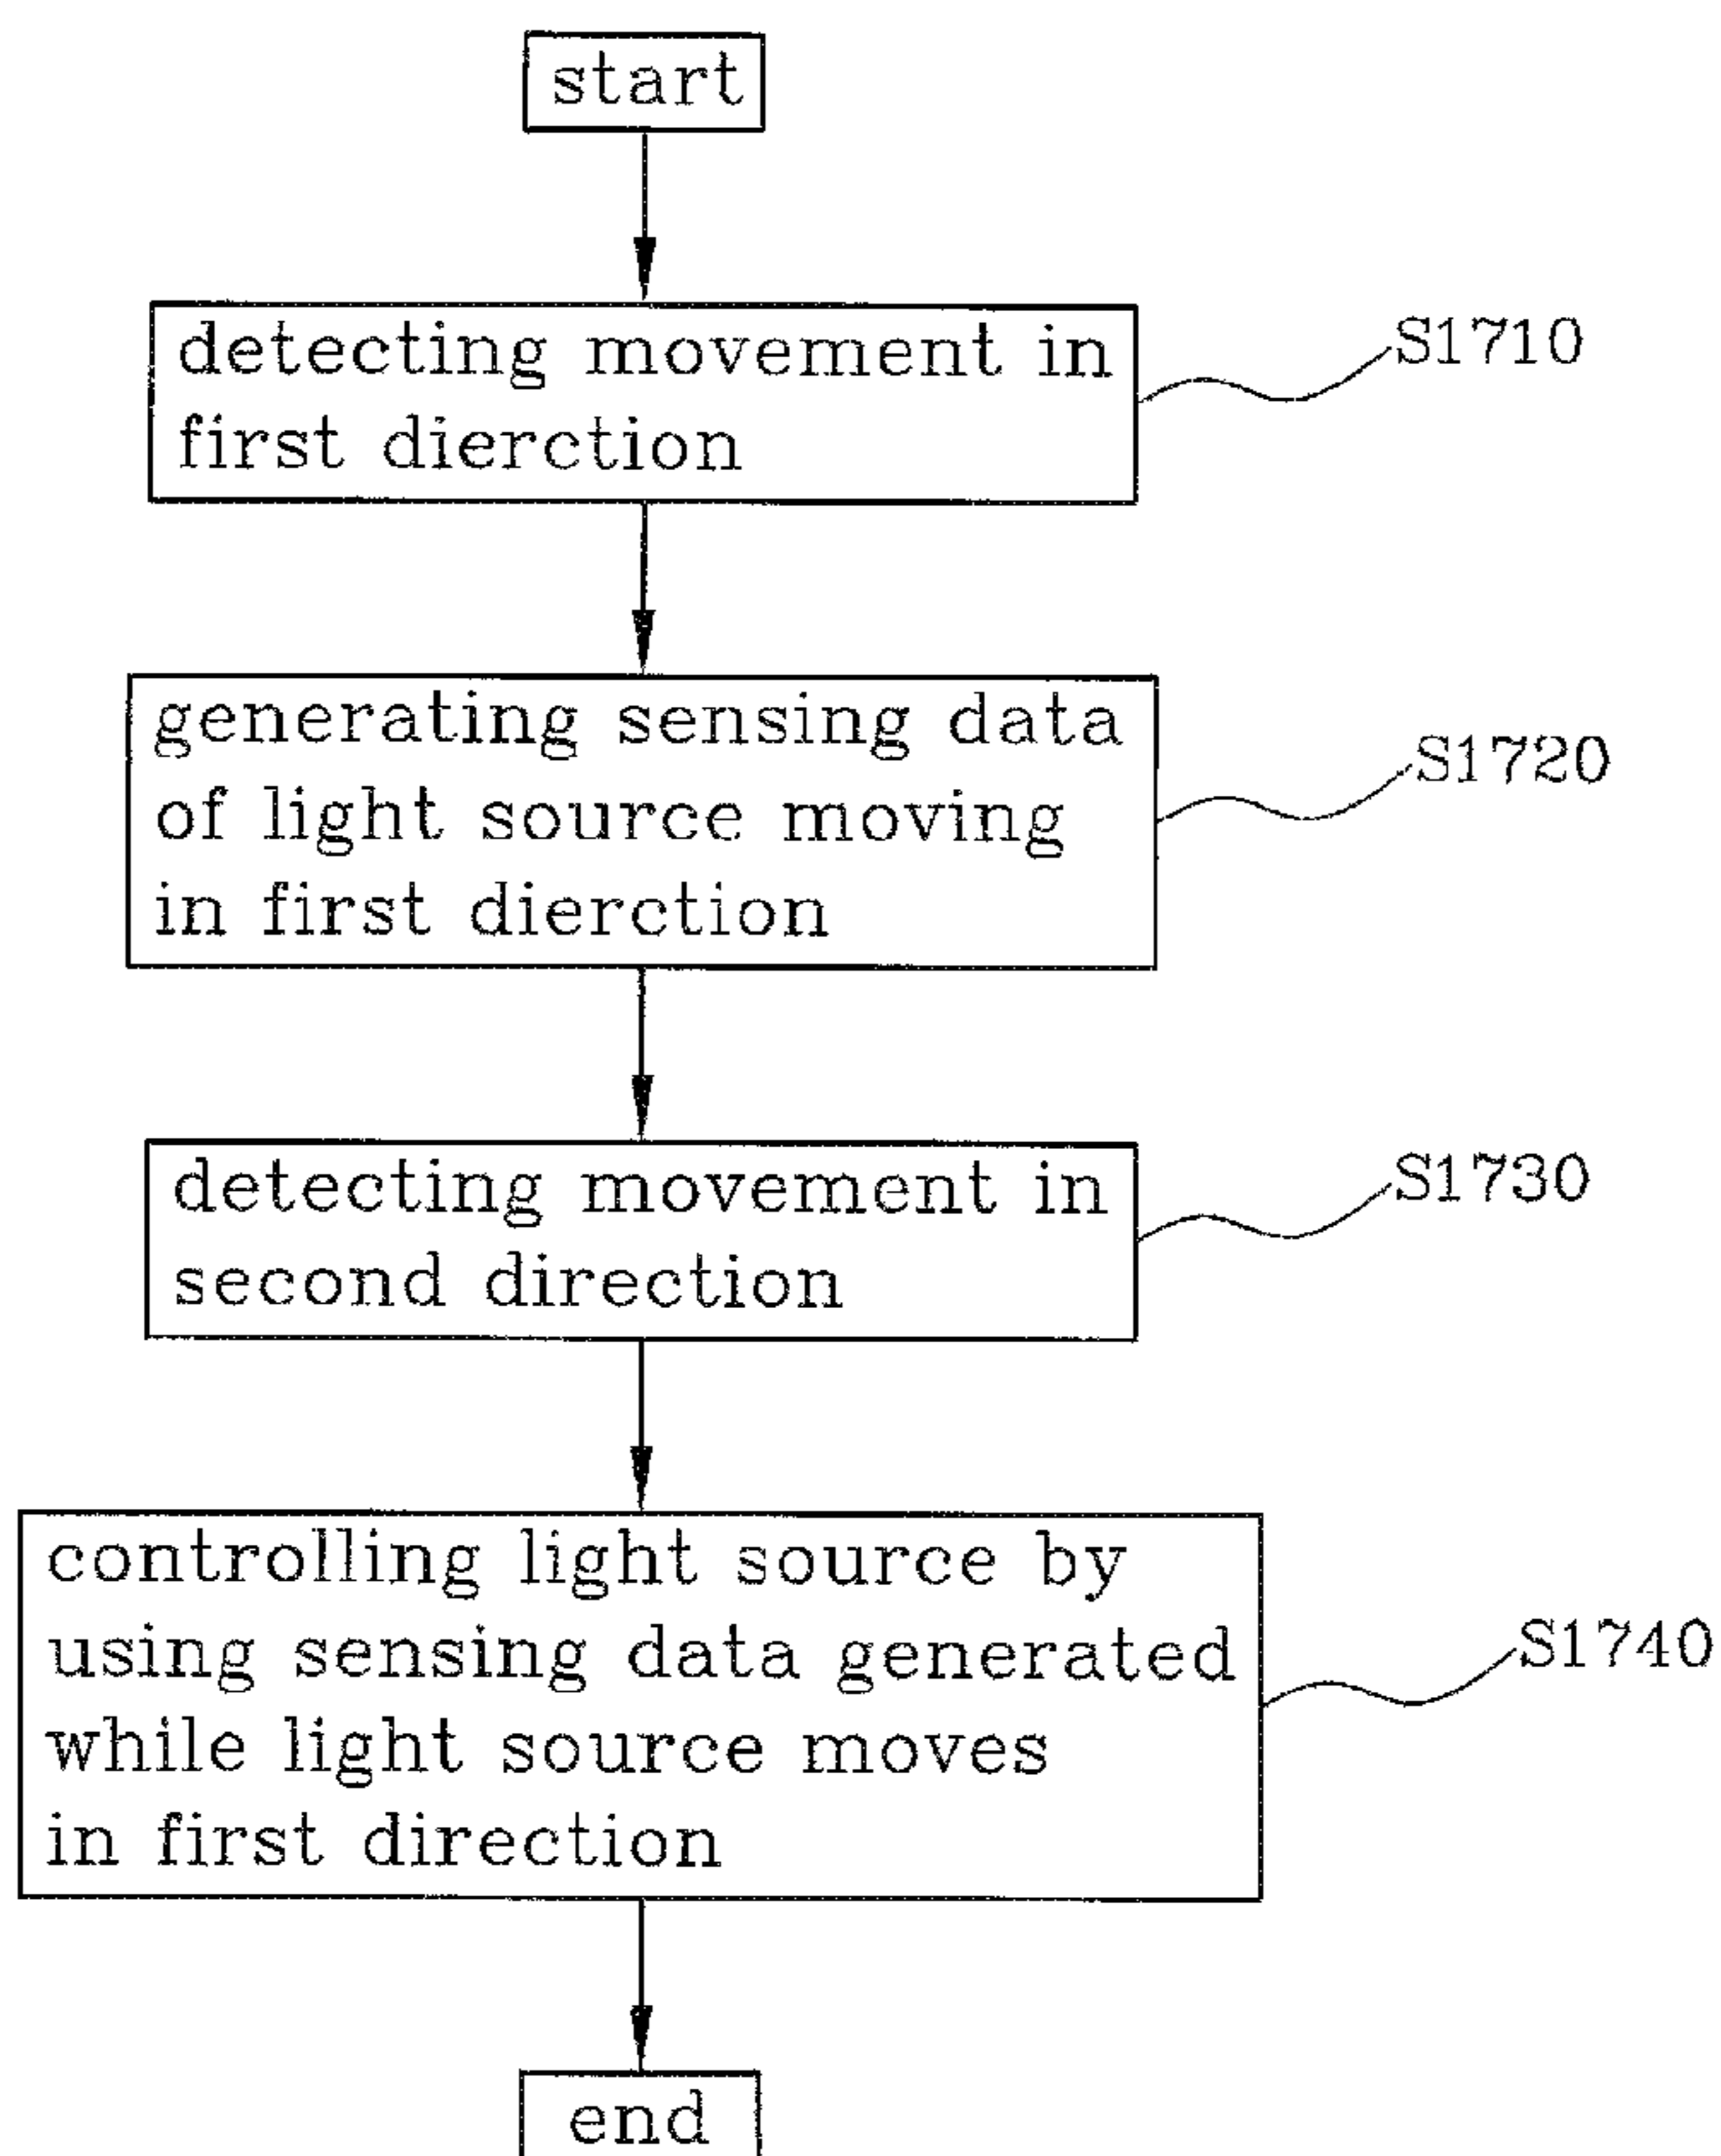 start
detecting movement in
first dierction
S1710
generating sensing data
of light source moving
in first dierction
S1720
detecting movement in
second direction
S1730
controlling light source by
using sensing data generated
while light source moves
in first direction
S1740
end